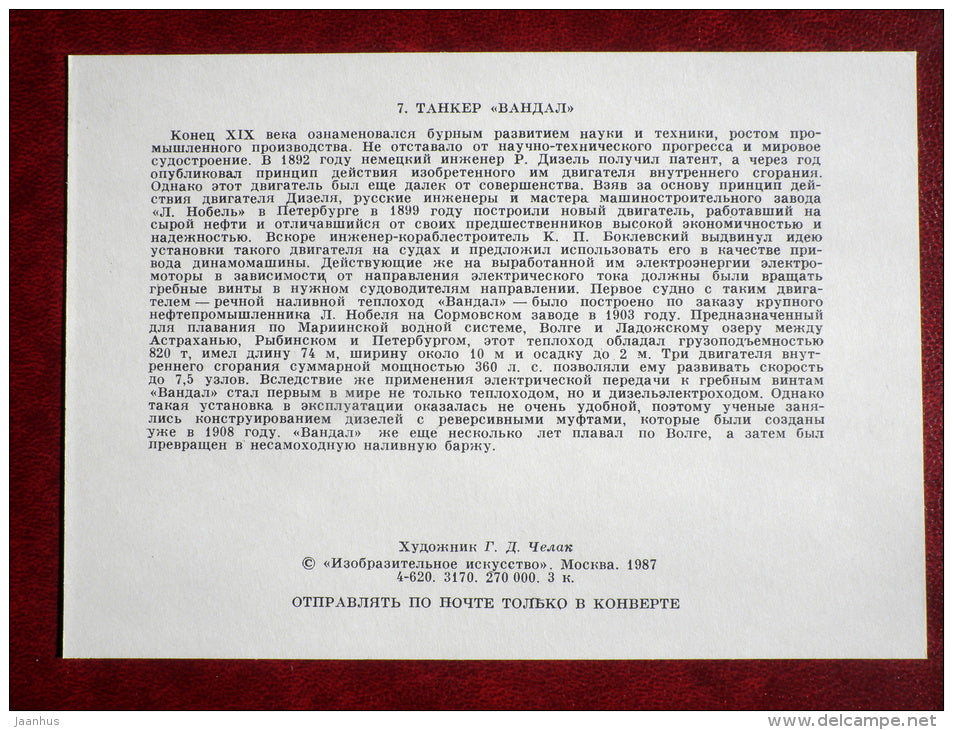 7. ТАНКЕР «ВАНДАЛ»
Конец XIX века ознаменовался бурным развитием науки и техники, ростом про-
мышленного производства. Не отставало от научно-технического прогресса и мировое
судостроение. В 1892 году немецкий инженер Р. Дизель получил патент, а через год
опубликовал принцип действия изобретенного им двигателя внутреннего сгорания.
Однако этот двигатель был еще далек от совершенства. Взяв за основу принцип дей-
ствия двигателя Дизеля, русские инженеры и мастера машиностроительного завода
«Л. Нобель» в Петербурге в 1899 году построили новый двигатель, работавший на
сырой нефти и отличавшийся от своих предшественников высокой экономичностью и
надежностью. Вскоре инженер-кораблестроитель К. П. Боклевский выдвинул идею
установки такого двигателя на судах и предложил использовать его в качестве при-
вода динамомашины. Действующие же на выработанной им электроэнергии электро-
моторы в зависимости от направления электрического тока должны были вращать
гребные винты в нужном судоводителям направлении. Первое судно с таким двига-
телем — речной наливной теплоход «Вандал» — было построено по заказу крупного
нефтепромышленника Л. Нобеля на Сормовском заводе в 1903 году. Предназначенный
для плавания по Мариинской водной системе, Волге и Ладожскому озеру между
Астраханью, Рыбинском и Петербургом, этот теплоход обладал грузоподъемностью
820 т, имел длину 74 м, ширину около 10 м и осадку до 2 м. Три двигателя внут-
реннего сгорания суммарной мощностью 360 л. с. позволяли ему развивать скорость
до 7,5 узлов. Вследствие же применения электрической передачи к гребным винтам
«Вандал» стал первым в мире не только теплоходом, но и дизельэлектроходом. Однако
такая установка в эксплуатации оказалась не очень удобной, поэтому ученые заня-
лись конструированием дизелей с реверсивными муфтами, которые были созданы
уже в 1908 году. «Вандал» же еще несколько лет плавал по Волге, а затем был
превращен в несамоходную наливную баржу.
Художник Г. Д. Челак
© «Изобразительное искусство». Москва. 1987
4-620. 3170. 270 000. 3 к.
ОТПРАВЛЯТЬ ПО ПОЧТЕ ТОЛЬКО В КОНВЕРТЕ
jaanhus
delcampe.net